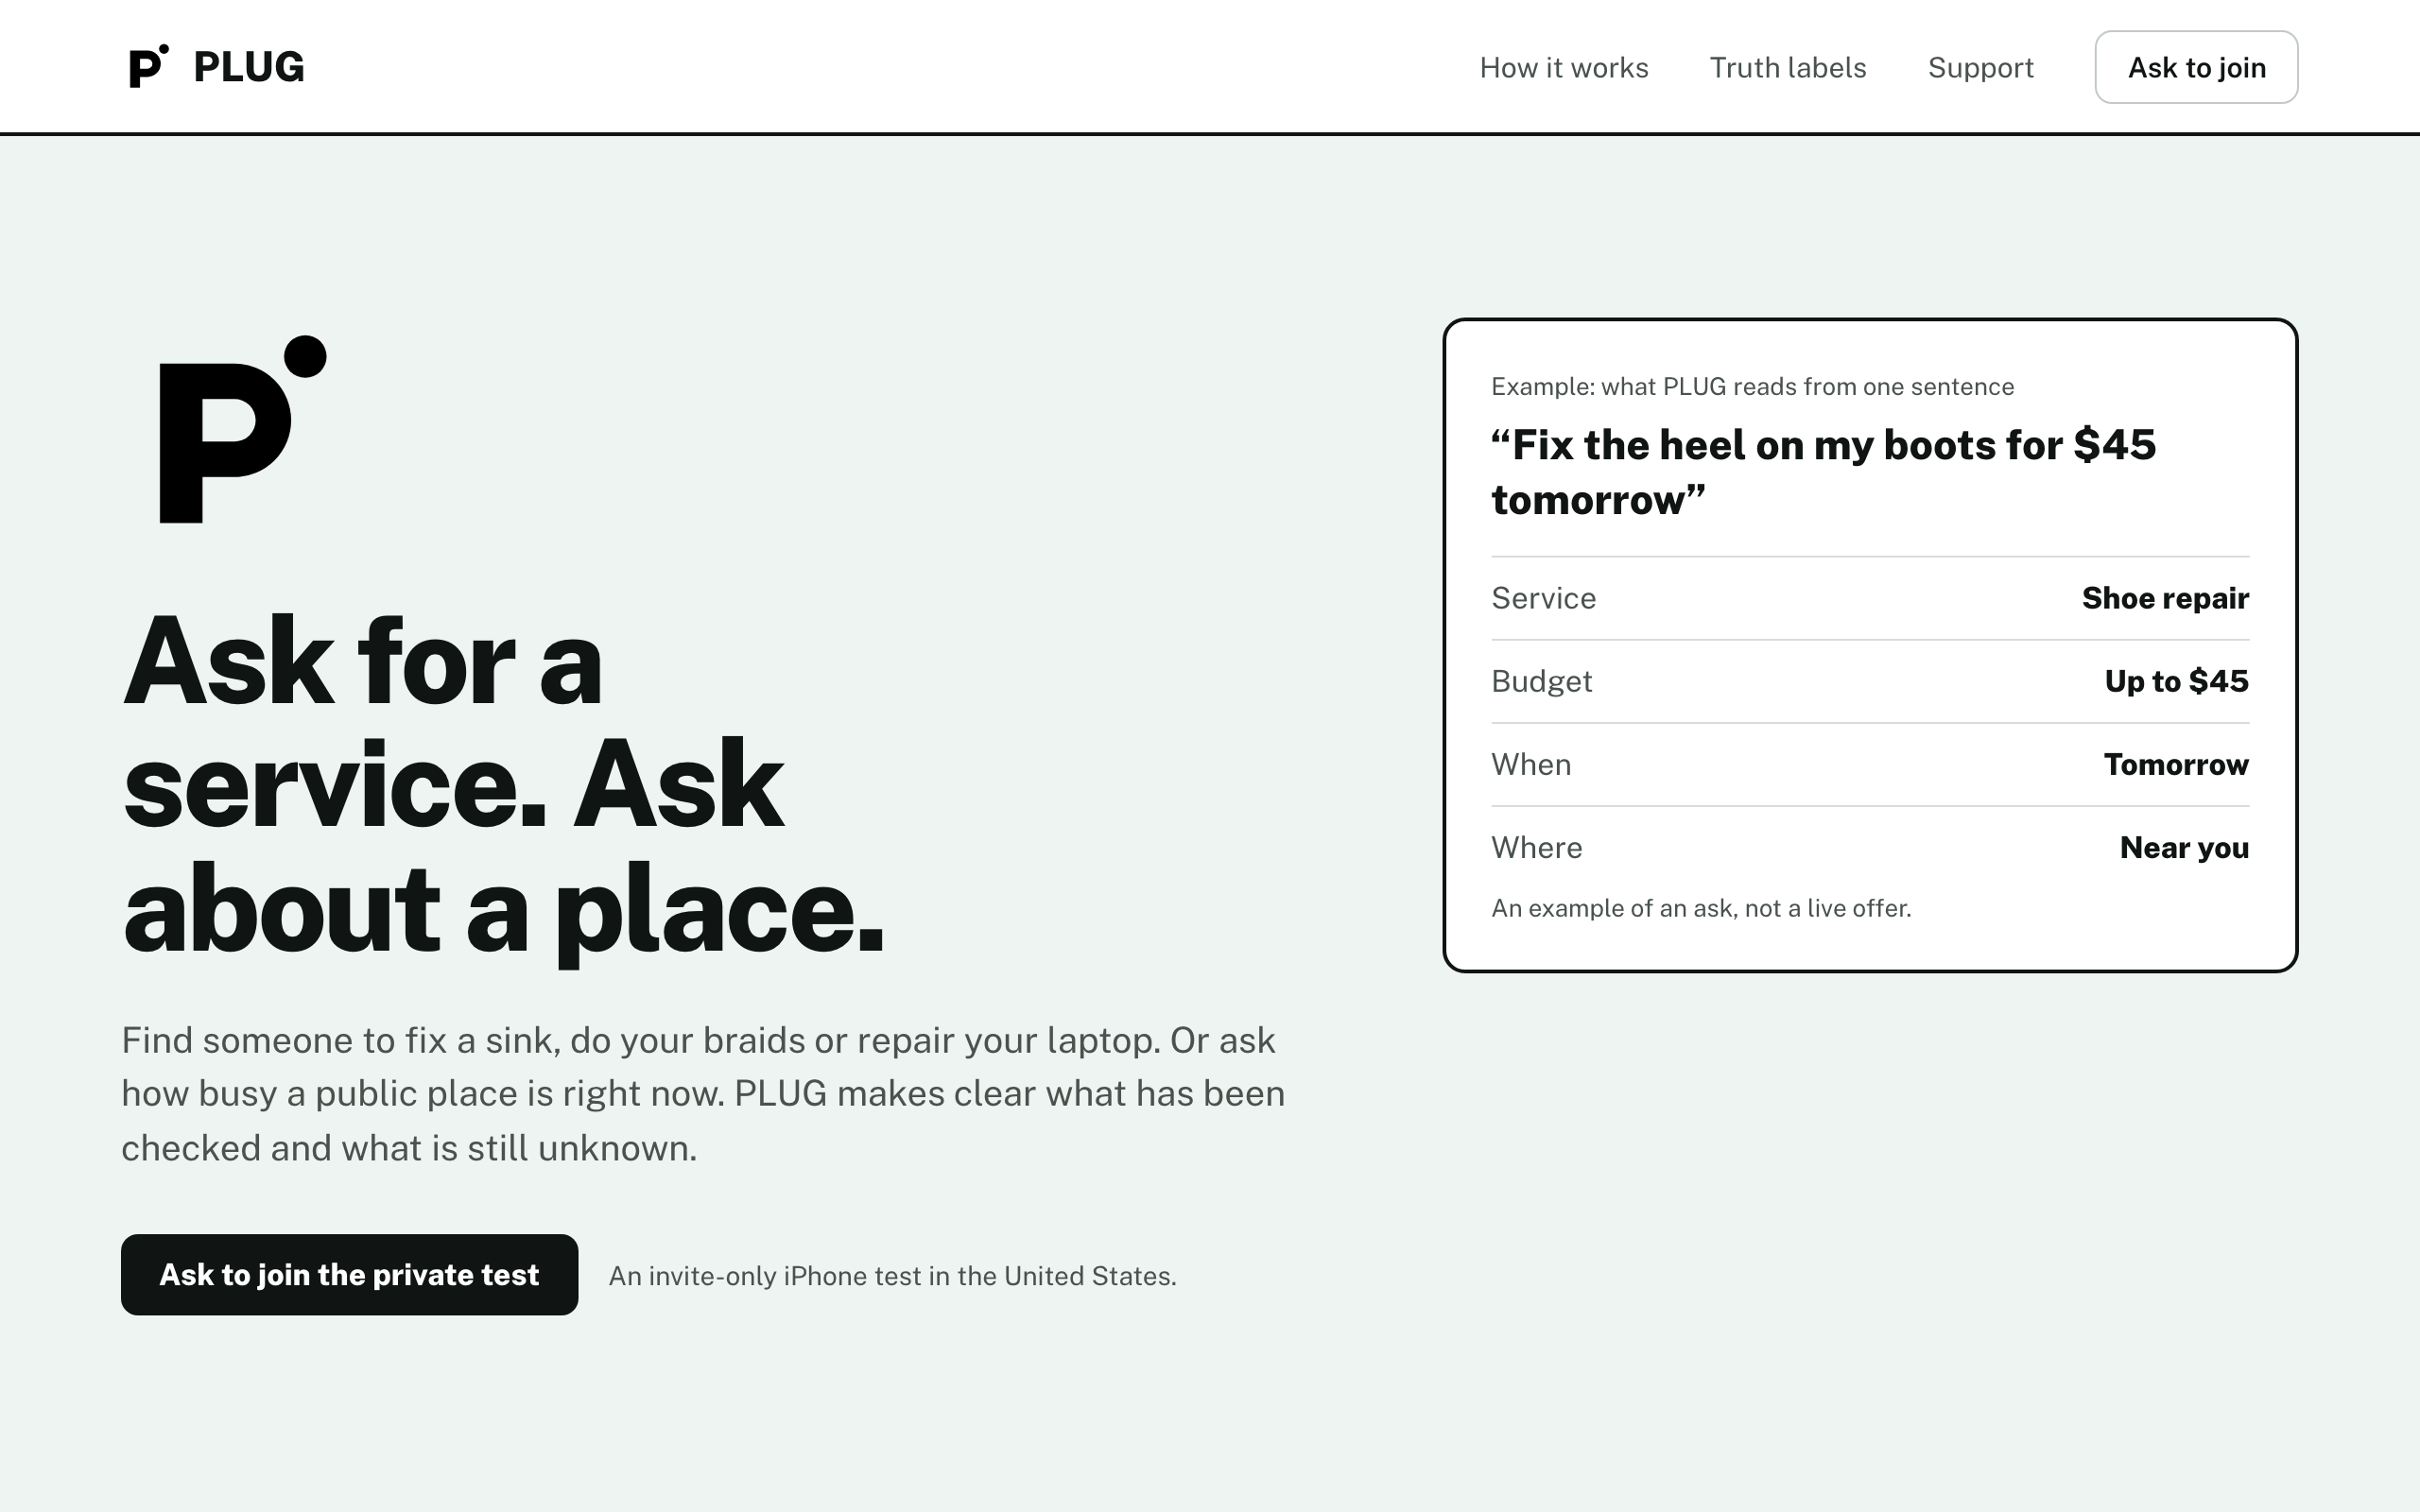 P PLUG
How it works
Truth labels
Support
Ask to join
P
Ask for a
service. Ask
about a place.
Find someone to fix a sink, do your braids or repair your laptop. Or ask
how busy a public place is right now. PLUG makes clear what has been
checked and what is still unknown.
Ask to join the private test
An invite-only iPhone test in the United States.
Example: what PLUG reads from one sentence
“Fix the heel on my boots for $45
tomorrow”
Service Shoe repair
Budget Up to $45
When Tomorrow
Where Near you
An example of an ask, not a live offer.